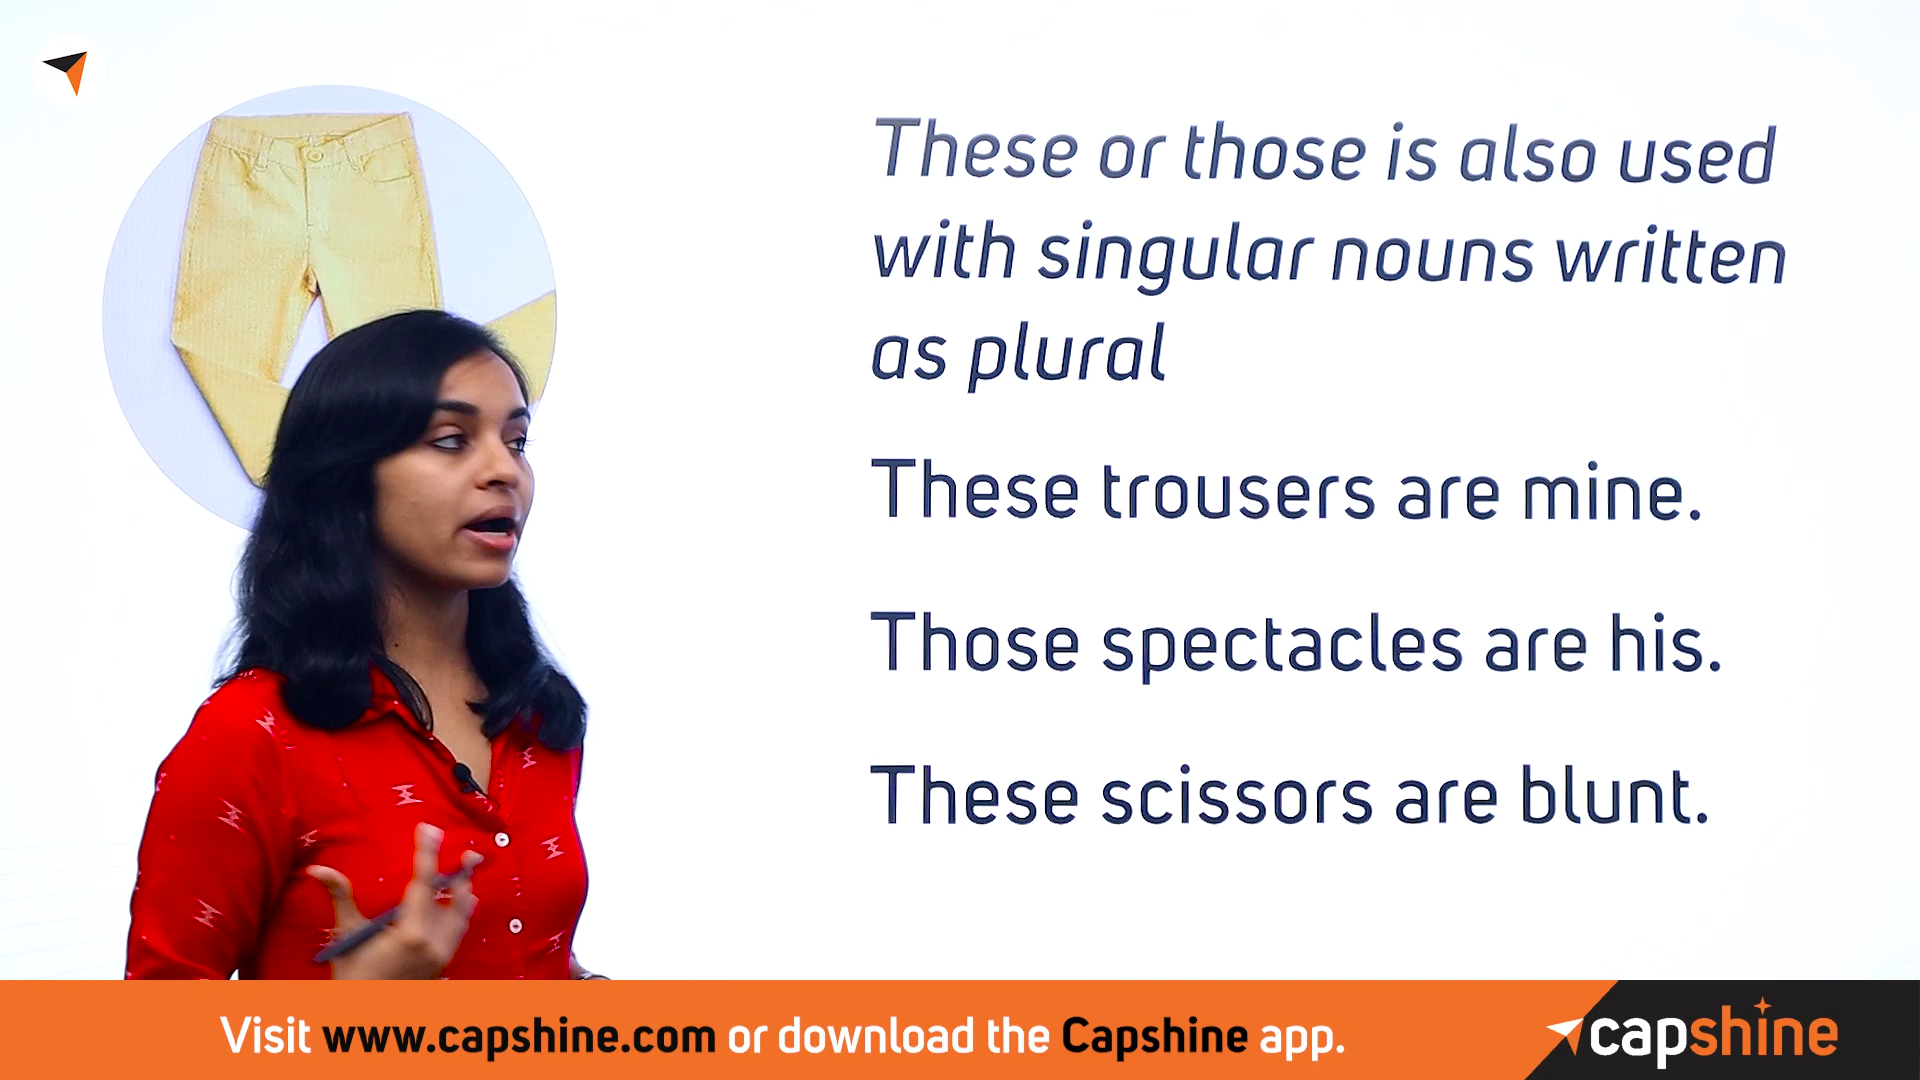 These or those is also used
with singular nouns written
as plural
These trousers are mine.
Those spectacles are his.
These scissors are blunt.
Visit www.capshine.com or download the Capshine app.
capshine